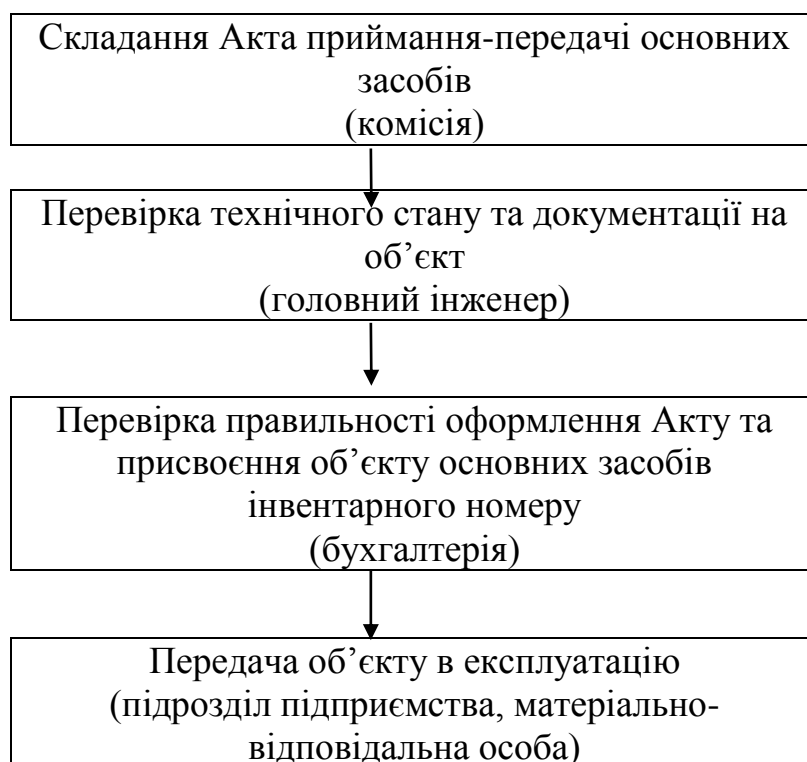 Складання Акта приймання-передачі основних
засобів
(комісія)
Перевірка технічного стану та документації на
об’єкт
(головний інженер)
Перевірка правильності оформлення Акту та
присвоєння об’єкту основних засобів
інвентарного номеру
(бухгалтерія)
Передача об’єкту в експлуатацію
(підрозділ підприємства, матеріально-
відповідальна особа)